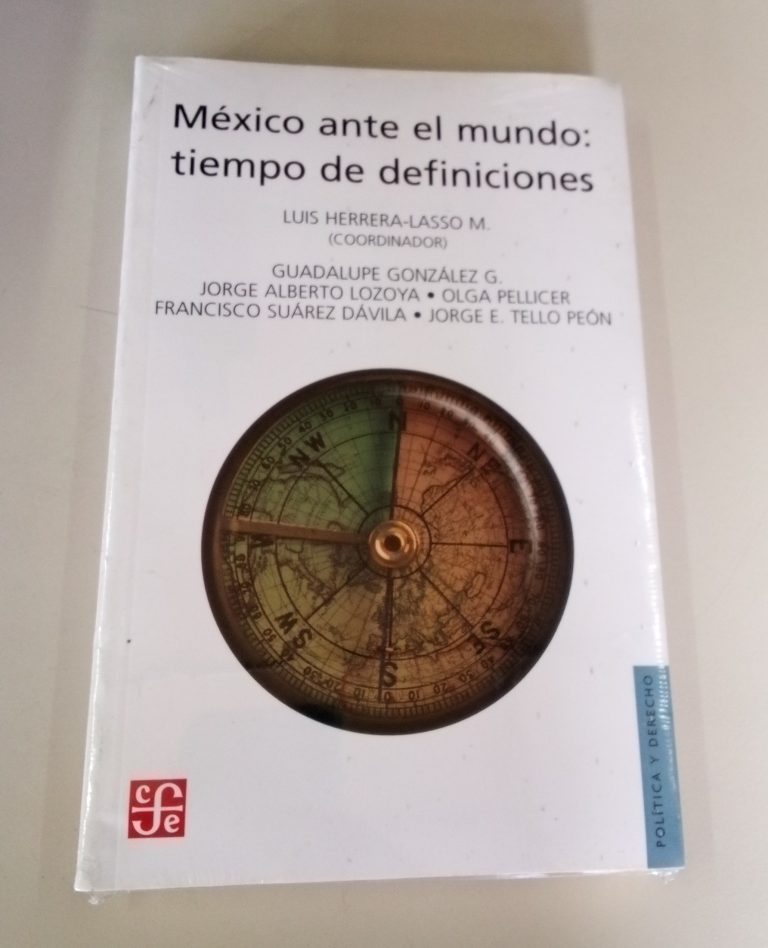 México ante el mundo:
tiempo de definiciones
LUIS HERRERA-LASSO M.
(COORDINADOR)
GUADALUPE GONZÁLEZ G.
JORGE ALBERTO LOZOYA • OLGA PELLICER
FRANCISCO SUÁREZ DÁVILA • JORGE E. TELLO PEÓN
N
NW
NE
W
E
SW
SE
S
cfe
POLÍTICA Y DERECHO